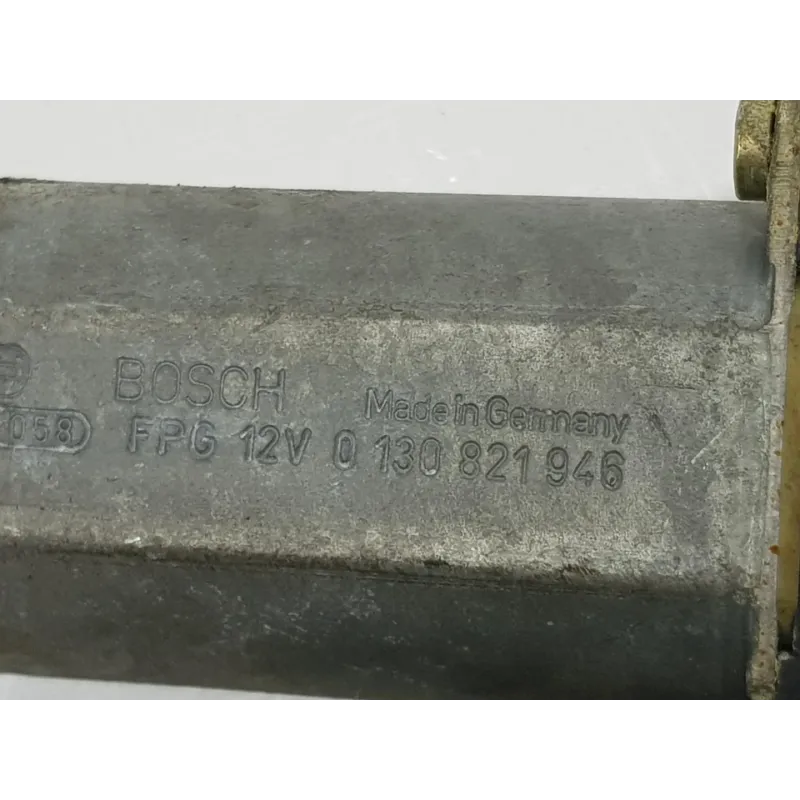 BOSCH Made in Germany
058 FPG 12V 0 130 821 946